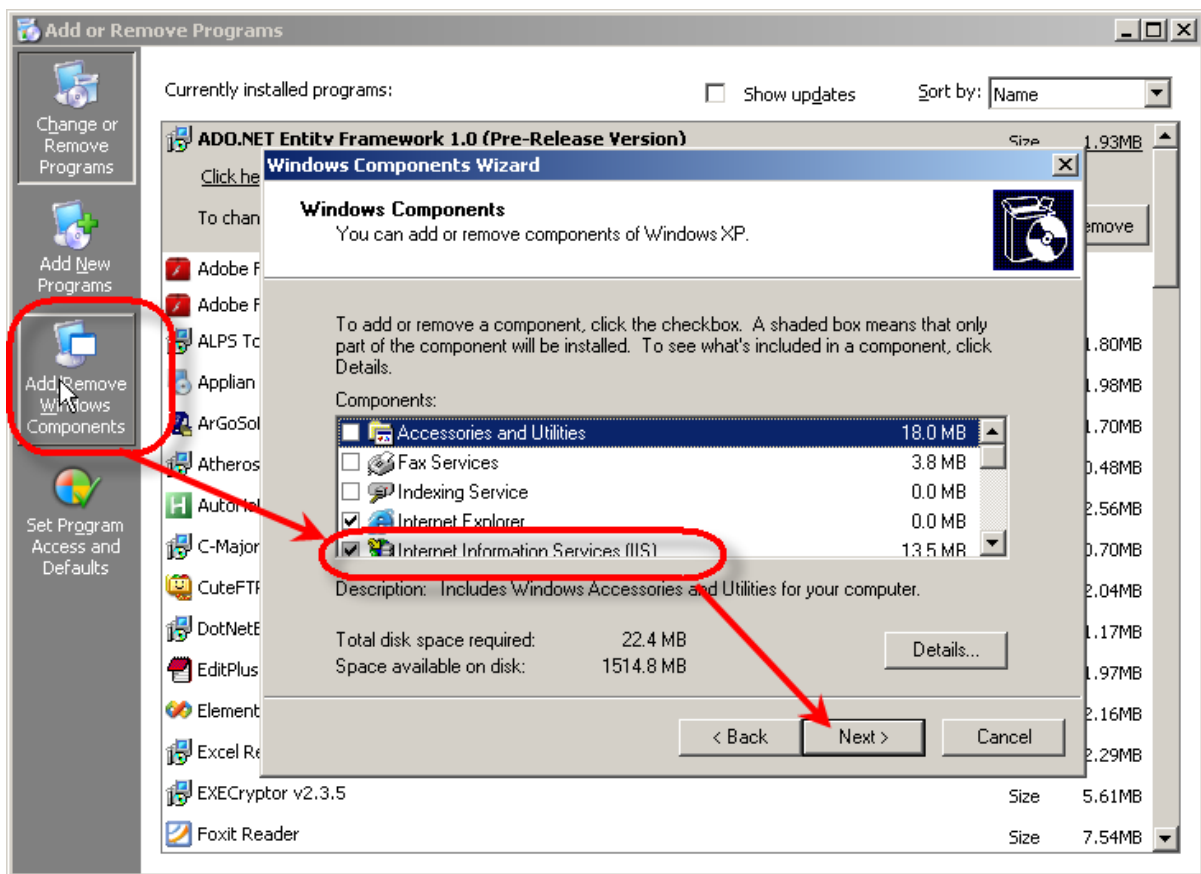 Add or Remove Programs
Change or
Remove
Programs
Add New
Programs
Add/Remove
Windows
Components
Set Program
Access and
Defaults
Currently installed programs:
Show updates
Sort by: Name
ADO.NET Entity Framework 1.0 (Pre-Release Version) Size 1.93MB
Click he
To chan
emove
Adobe F
Adobe F
ALPS To 1.80MB
Applian 1.98MB
ArGoSof 1.70MB
Atheros 0.48MB
AutoHo 2.56MB
C-Major 0.70MB
CuteFTP 2.04MB
DotNetB 1.17MB
EditPlus 1.97MB
Element 2.16MB
Excel Re 2.29MB
EXECryptor v2.3.5 Size 5.61MB
Foxit Reader Size 7.54MB
Windows Components Wizard
Windows Components
You can add or remove components of Windows XP.
To add or remove a component, click the checkbox. A shaded box means that only
part of the component will be installed. To see what's included in a component, click
Details.
Components:
Accessories and Utilities 18.0 MB
Fax Services 3.8 MB
Indexing Service 0.0 MB
Internet Explorer 0.0 MB
Internet Information Services (IIS) 13.5 MB
Description: Includes Windows Accessories and Utilities for your computer.
Total disk space required: 22.4 MB
Space available on disk: 1514.8 MB
Details...
< Back
Next >
Cancel